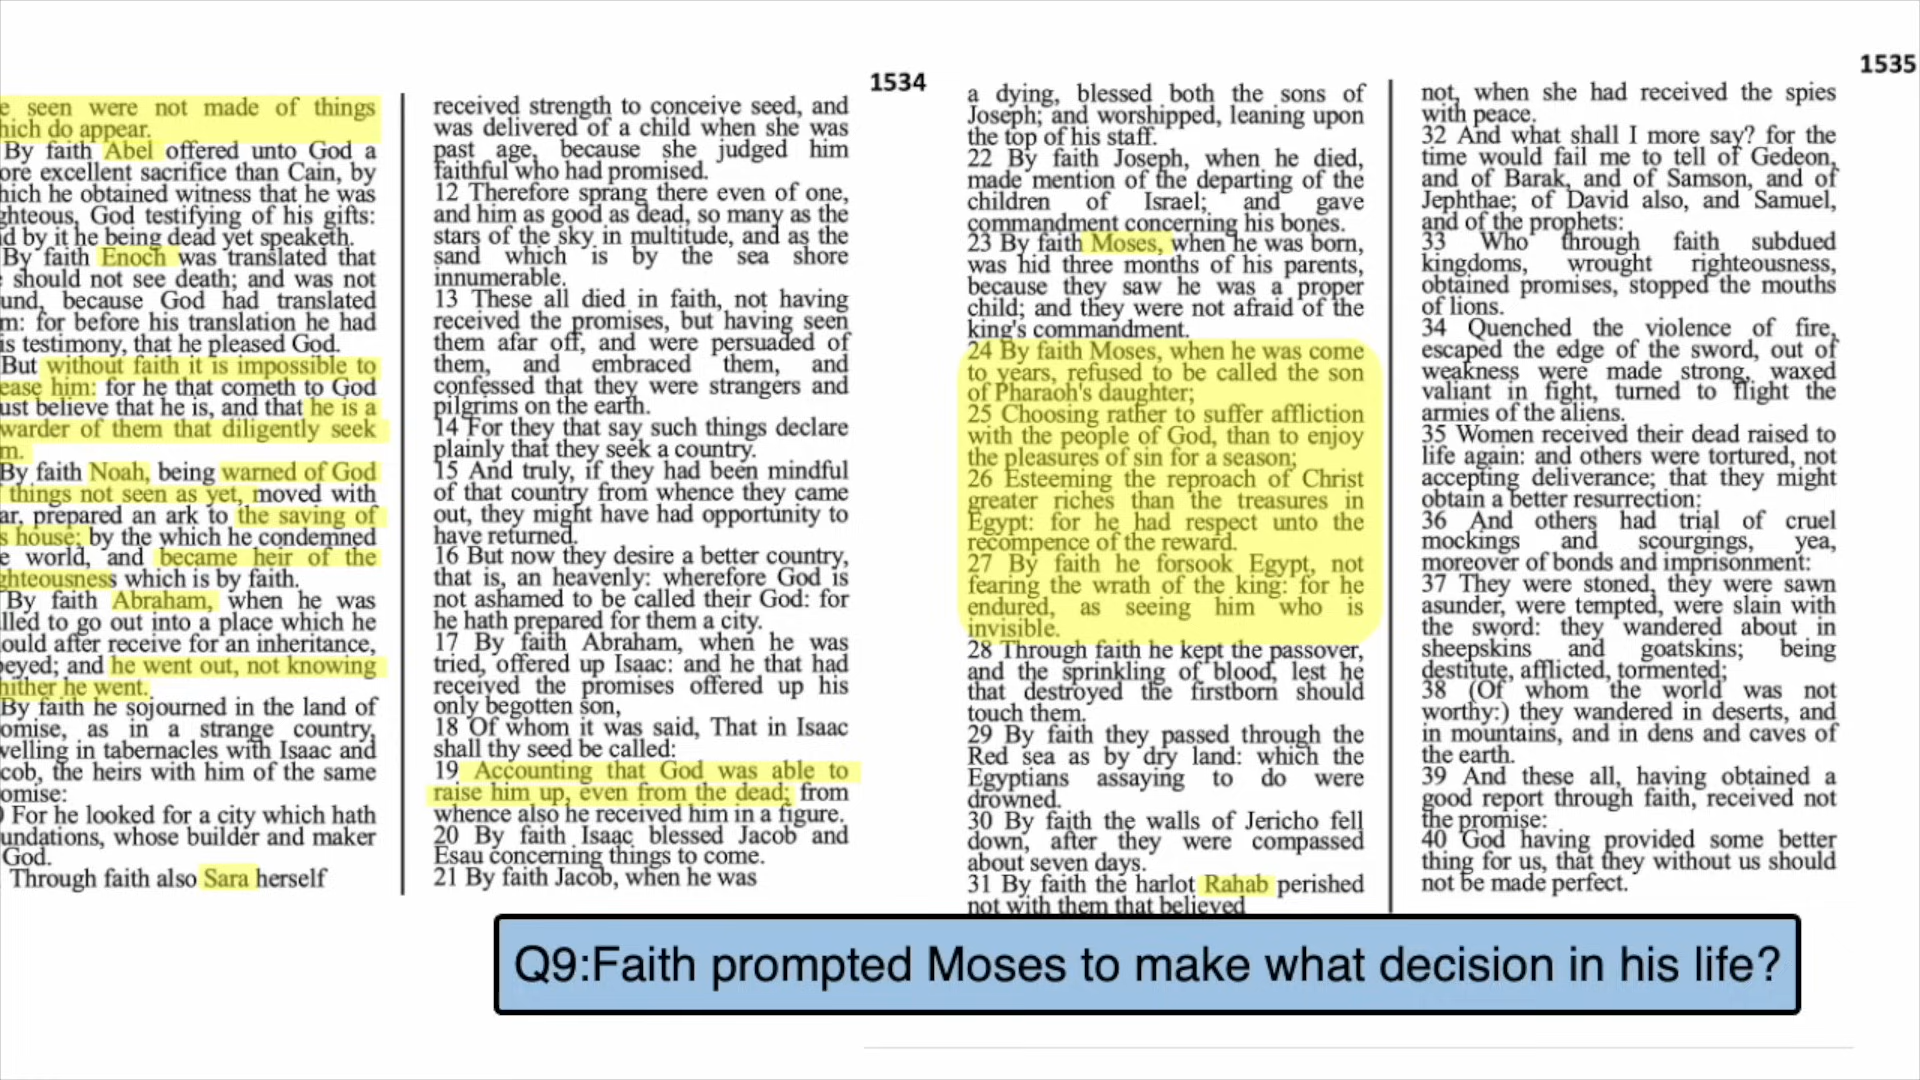 1534
1535
e seen were not made of things
hich do appear.
By faith Abel offered unto God a
ore excellent sacrifice than Cain, by
hich he obtained witness that he was
ghteous, God testifying of his gifts:
d by it he being dead yet speaketh.
By faith Enoch was translated that
should not see death; and was not
und, because God had translated
m: for before his translation he had
is testimony, that he pleased God.
But without faith it is impossible to
ease him: for he that cometh to God
ust believe that he is, and that he is a
warder of them that diligently seek
m.
By faith Noah, being warned of God
things not seen as yet, moved with
ar, prepared an ark to the saving of
s house; by the which he condemned
e world, and became heir of the
ghteousness which is by faith.
By faith Abraham, when he was
lled to go out into a place which he
ould after receive for an inheritance,
beyed; and he went out, not knowing
hither he went.
By faith he sojourned in the land of
omise, as in a strange country,
velling in tabernacles with Isaac and
cob, the heirs with him of the same
omise:
For he looked for a city which hath
undations, whose builder and maker
God.
Through faith also Sara herself
received strength to conceive seed, and
was delivered of a child when she was
past age, because she judged him
faithful who had promised.
12 Therefore sprang there even of one,
and him as good as dead, so many as the
stars of the sky in multitude, and as the
sand which is by the sea shore
innumerable.
13 These all died in faith, not having
received the promises, but having seen
them afar off, and were persuaded of
them, and embraced them, and
confessed that they were strangers and
pilgrims on the earth.
14 For they that say such things declare
plainly that they seek a country.
15 And truly, if they had been mindful
of that country from whence they came
out, they might have had opportunity to
have returned.
16 But now they desire a better country,
that is, an heavenly: wherefore God is
not ashamed to be called their God: for
he hath prepared for them a city.
17 By faith Abraham, when he was
tried, offered up Isaac: and he that had
received the promises offered up his
only begotten son,
18 Of whom it was said, That in Isaac
shall thy seed be called:
19 Accounting that God was able to
raise him up, even from the dead; from
whence also he received him in a figure.
20 By faith Isaac blessed Jacob and
Esau concerning things to come.
21 By faith Jacob, when he was
a dying, blessed both the sons of
Joseph; and worshipped, leaning upon
the top of his staff.
22 By faith Joseph, when he died,
made mention of the departing of the
children of Israel; and gave
commandment concerning his bones.
23 By faith Moses, when he was born,
was hid three months of his parents,
because they saw he was a proper
child; and they were not afraid of the
king's commandment.
24 By faith Moses, when he was come
to years, refused to be called the son
of Pharaoh's daughter;
25 Choosing rather to suffer affliction
with the people of God, than to enjoy
the pleasures of sin for a season;
26 Esteeming the reproach of Christ
greater riches than the treasures in
Egypt: for he had respect unto the
recompence of the reward.
27 By faith he forsook Egypt, not
fearing the wrath of the king: for he
endured, as seeing him who is
invisible.
28 Through faith he kept the passover,
and the sprinkling of blood, lest he
that destroyed the firstborn should
touch them.
29 By faith they passed through the
Red sea as by dry land: which the
Egyptians assaying to do were
drowned.
30 By faith the walls of Jericho fell
down, after they were compassed
about seven days.
31 By faith the harlot Rahab perished
not with them that believed
not, when she had received the spies
with peace.
32 And what shall I more say? for the
time would fail me to tell of Gedeon,
and of Barak, and of Samson, and of
Jephthae; of David also, and Samuel,
and of the prophets:
33 Who through faith subdued
kingdoms, wrought righteousness,
obtained promises, stopped the mouths
of lions.
34 Quenched the violence of fire,
escaped the edge of the sword, out of
weakness were made strong, waxed
valiant in fight, turned to flight the
armies of the aliens.
35 Women received their dead raised to
life again: and others were tortured, not
accepting deliverance; that they might
obtain a better resurrection:
36 And others had trial of cruel
mockings and scourgings, yea,
moreover of bonds and imprisonment:
37 They were stoned, they were sawn
asunder, were tempted, were slain with
the sword: they wandered about in
sheepskins and goatskins; being
destitute, afflicted, tormented;
38 (Of whom the world was not
worthy:) they wandered in deserts, and
in mountains, and in dens and caves of
the earth.
39 And these all, having obtained a
good report through faith, received not
the promise:
40 God having provided some better
thing for us, that they without us should
not be made perfect.
Q9:Faith prompted Moses to make what decision in his life?